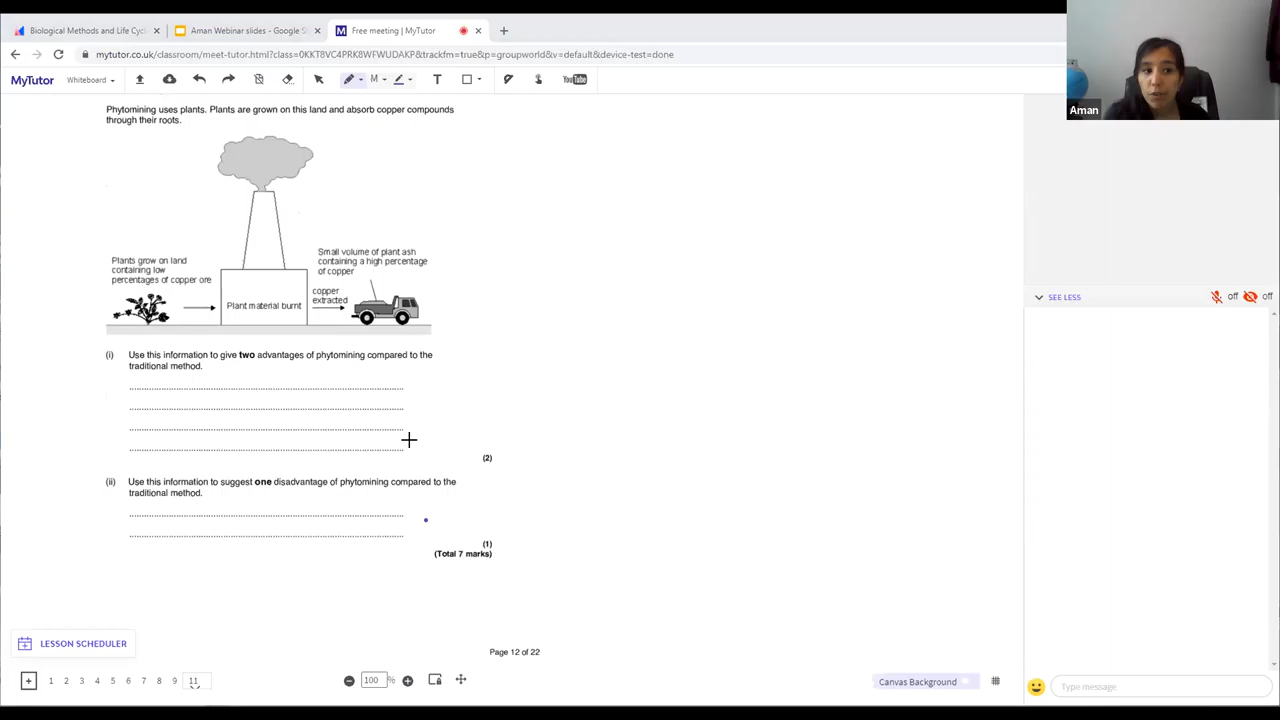 Biological Methods and Life Cyc
Aman Webinar slides - Google S
Free meeting | MyTutor
mytutor.co.uk/classroom/meet-tutor.html?class=0KKT8VC4PRK8WFWUDAKP&trackfm=true&p=groupworld&v=default&device-test=done
MyTutor
Whiteboard
M
T
You Tube
Aman
Phytomining uses plants. Plants are grown on this land and absorb copper compounds
through their roots.
Plants grow on land
containing low
percentages of copper ore
Plant material burnt
copper
extracted
Small volume of plant ash
containing a high percentage
of copper
SEE LESS
off
off
(i) Use this information to give two advantages of phytomining compared to the
traditional method.
(2)
(ii) Use this information to suggest one disadvantage of phytomining compared to the
traditional method.
(1)
(Total 7 marks)
LESSON SCHEDULER
Page 12 of 22
1 2 3 4 5 6 7 8 9 11
100 %
Canvas Background
Type message